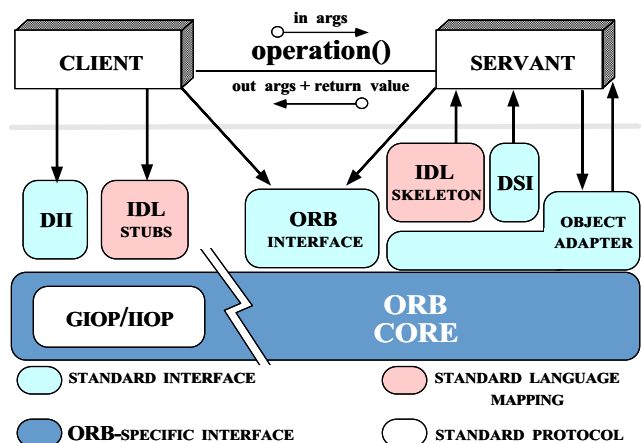 in args
operation()
CLIENT
SERVANT
out args + return value
DII
IDL
STUBS
ORB
INTERFACE
IDL
SKELETON
DSI
OBJECT
ADAPTER
GIOP/IIOP
ORB
CORE
STANDARD INTERFACE
STANDARD LANGUAGE
MAPPING
ORB-SPECIFIC INTERFACE
STANDARD PROTOCOL